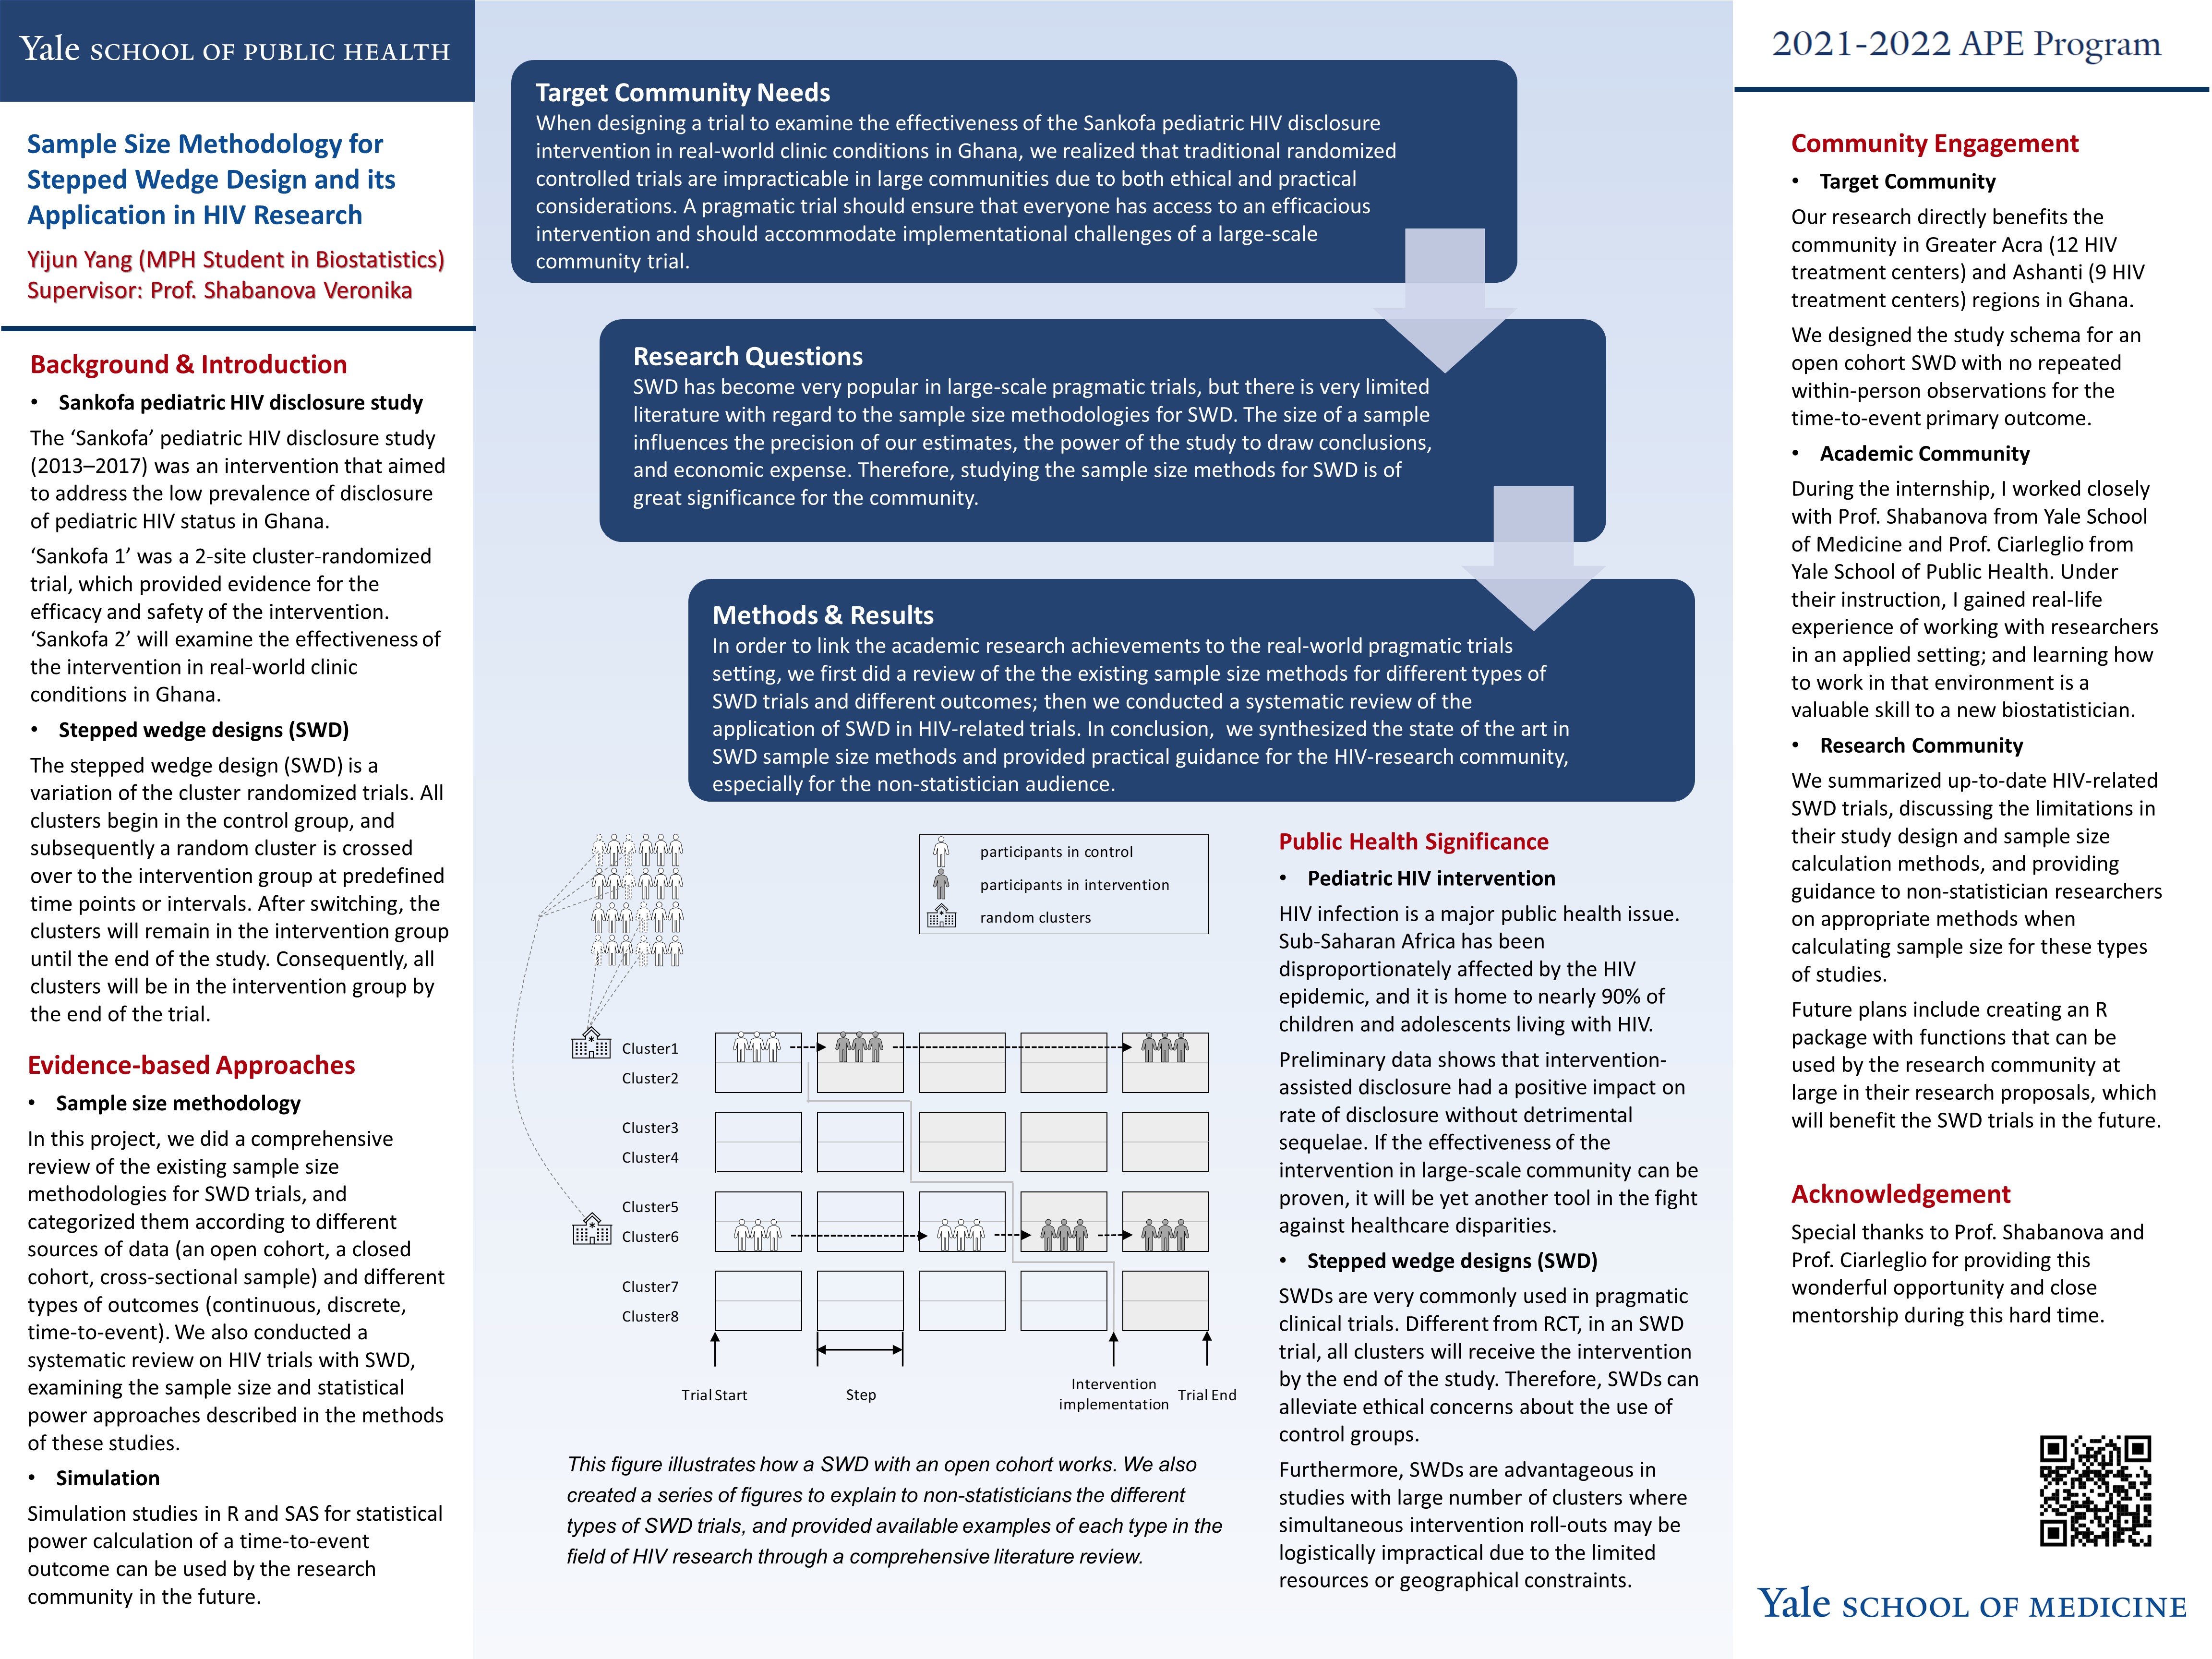 Yale SCHOOL OF PUBLIC HEALTH
Sample Size Methodology for
Stepped Wedge Design and its
Application in HIV Research
Yijun Yang (MPH Student in Biostatistics)
Supervisor: Prof. Shabanova Veronika
Background & Introduction
• Sankofa pediatric HIV disclosure study
The ‘Sankofa’ pediatric HIV disclosure study
(2013–2017) was an intervention that aimed
to address the low prevalence of disclosure
of pediatric HIV status in Ghana.
‘Sankofa 1’ was a 2-site cluster-randomized
trial, which provided evidence for the
efficacy and safety of the intervention.
‘Sankofa 2’ will examine the effectiveness of
the intervention in real-world clinic
conditions in Ghana.
• Stepped wedge designs (SWD)
The stepped wedge design (SWD) is a
variation of the cluster randomized trials. All
clusters begin in the control group, and
subsequently a random cluster is crossed
over to the intervention group at predefined
time points or intervals. After switching, the
clusters will remain in the intervention group
until the end of the study. Consequently, all
clusters will be in the intervention group by
the end of the trial.
Evidence-based Approaches
• Sample size methodology
In this project, we did a comprehensive
review of the existing sample size
methodologies for SWD trials, and
categorized them according to different
sources of data (an open cohort, a closed
cohort, cross-sectional sample) and different
types of outcomes (continuous, discrete,
time-to-event). We also conducted a
systematic review on HIV trials with SWD,
examining the sample size and statistical
power approaches described in the methods
of these studies.
• Simulation
Simulation studies in R and SAS for statistical
power calculation of a time-to-event
outcome can be used by the research
community in the future.
Target Community Needs
When designing a trial to examine the effectiveness of the Sankofa pediatric HIV disclosure
intervention in real-world clinic conditions in Ghana, we realized that traditional randomized
controlled trials are impracticable in large communities due to both ethical and practical
considerations. A pragmatic trial should ensure that everyone has access to an efficacious
intervention and should accommodate implementational challenges of a large-scale
community trial.
Research Questions
SWD has become very popular in large-scale pragmatic trials, but there is very limited
literature with regard to the sample size methodologies for SWD. The size of a sample
influences the precision of our estimates, the power of the study to draw conclusions,
and economic expense. Therefore, studying the sample size methods for SWD is of
great significance for the community.
Methods & Results
In order to link the academic research achievements to the real-world pragmatic trials
setting, we first did a review of the the existing sample size methods for different types of
SWD trials and different outcomes; then we conducted a systematic review of the
application of SWD in HIV-related trials. In conclusion, we synthesized the state of the art in
SWD sample size methods and provided practical guidance for the HIV-research community,
especially for the non-statistician audience.
participants in control
participants in intervention
random clusters
Cluster1
Cluster2
Cluster3
Cluster4
Cluster5
Cluster6
Cluster7
Cluster8
Trial Start
Step
Intervention
implementation
Trial End
This figure illustrates how a SWD with an open cohort works. We also
created a series of figures to explain to non-statisticians the different
types of SWD trials, and provided available examples of each type in the
field of HIV research through a comprehensive literature review.
Public Health Significance
• Pediatric HIV intervention
HIV infection is a major public health issue.
Sub-Saharan Africa has been
disproportionately affected by the HIV
epidemic, and it is home to nearly 90% of
children and adolescents living with HIV.
Preliminary data shows that intervention-
assisted disclosure had a positive impact on
rate of disclosure without detrimental
sequelae. If the effectiveness of the
intervention in large-scale community can be
proven, it will be yet another tool in the fight
against healthcare disparities.
• Stepped wedge designs (SWD)
SWDs are very commonly used in pragmatic
clinical trials. Different from RCT, in an SWD
trial, all clusters will receive the intervention
by the end of the study. Therefore, SWDs can
alleviate ethical concerns about the use of
control groups.
Furthermore, SWDs are advantageous in
studies with large number of clusters where
simultaneous intervention roll-outs may be
logistically impractical due to the limited
resources or geographical constraints.
2021-2022 APE Program
Community Engagement
• Target Community
Our research directly benefits the
community in Greater Acra (12 HIV
treatment centers) and Ashanti (9 HIV
treatment centers) regions in Ghana.
We designed the study schema for an
open cohort SWD with no repeated
within-person observations for the
time-to-event primary outcome.
• Academic Community
During the internship, I worked closely
with Prof. Shabanova from Yale School
of Medicine and Prof. Ciarleglio from
Yale School of Public Health. Under
their instruction, I gained real-life
experience of working with researchers
in an applied setting; and learning how
to work in that environment is a
valuable skill to a new biostatistician.
• Research Community
We summarized up-to-date HIV-related
SWD trials, discussing the limitations in
their study design and sample size
calculation methods, and providing
guidance to non-statistician researchers
on appropriate methods when
calculating sample size for these types
of studies.
Future plans include creating an R
package with functions that can be
used by the research community at
large in their research proposals, which
will benefit the SWD trials in the future.
Acknowledgement
Special thanks to Prof. Shabanova and
Prof. Ciarleglio for providing this
wonderful opportunity and close
mentorship during this hard time.
Yale SCHOOL OF MEDICINE